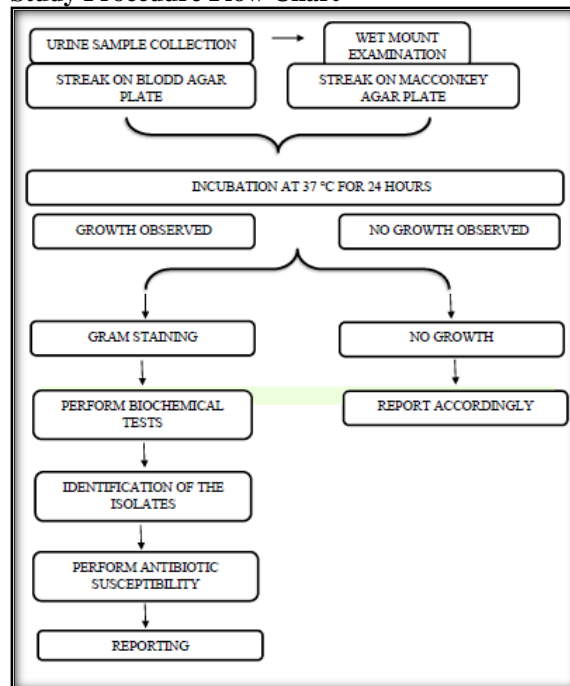 Study Procedure Flow Chart
URINE SAMPLE COLLECTION
WET MOUNT
EXAMINATION
STREAK ON BLODD AGAR
PLATE
STREAK ON MACCONKEY
AGAR PLATE
INCUBATION AT 37 °C FOR 24 HOURS
GROWTH OBSERVED
NO GROWTH OBSERVED
GRAM STAINING
NO GROWTH
PERFORM BIOCHEMICAL
TESTS
REPORT ACCORDINGLY
IDENTIFICATION OF THE
ISOLATES
PERFORM ANTIBIOTIC
SUSCEPTIBILITY
REPORTING